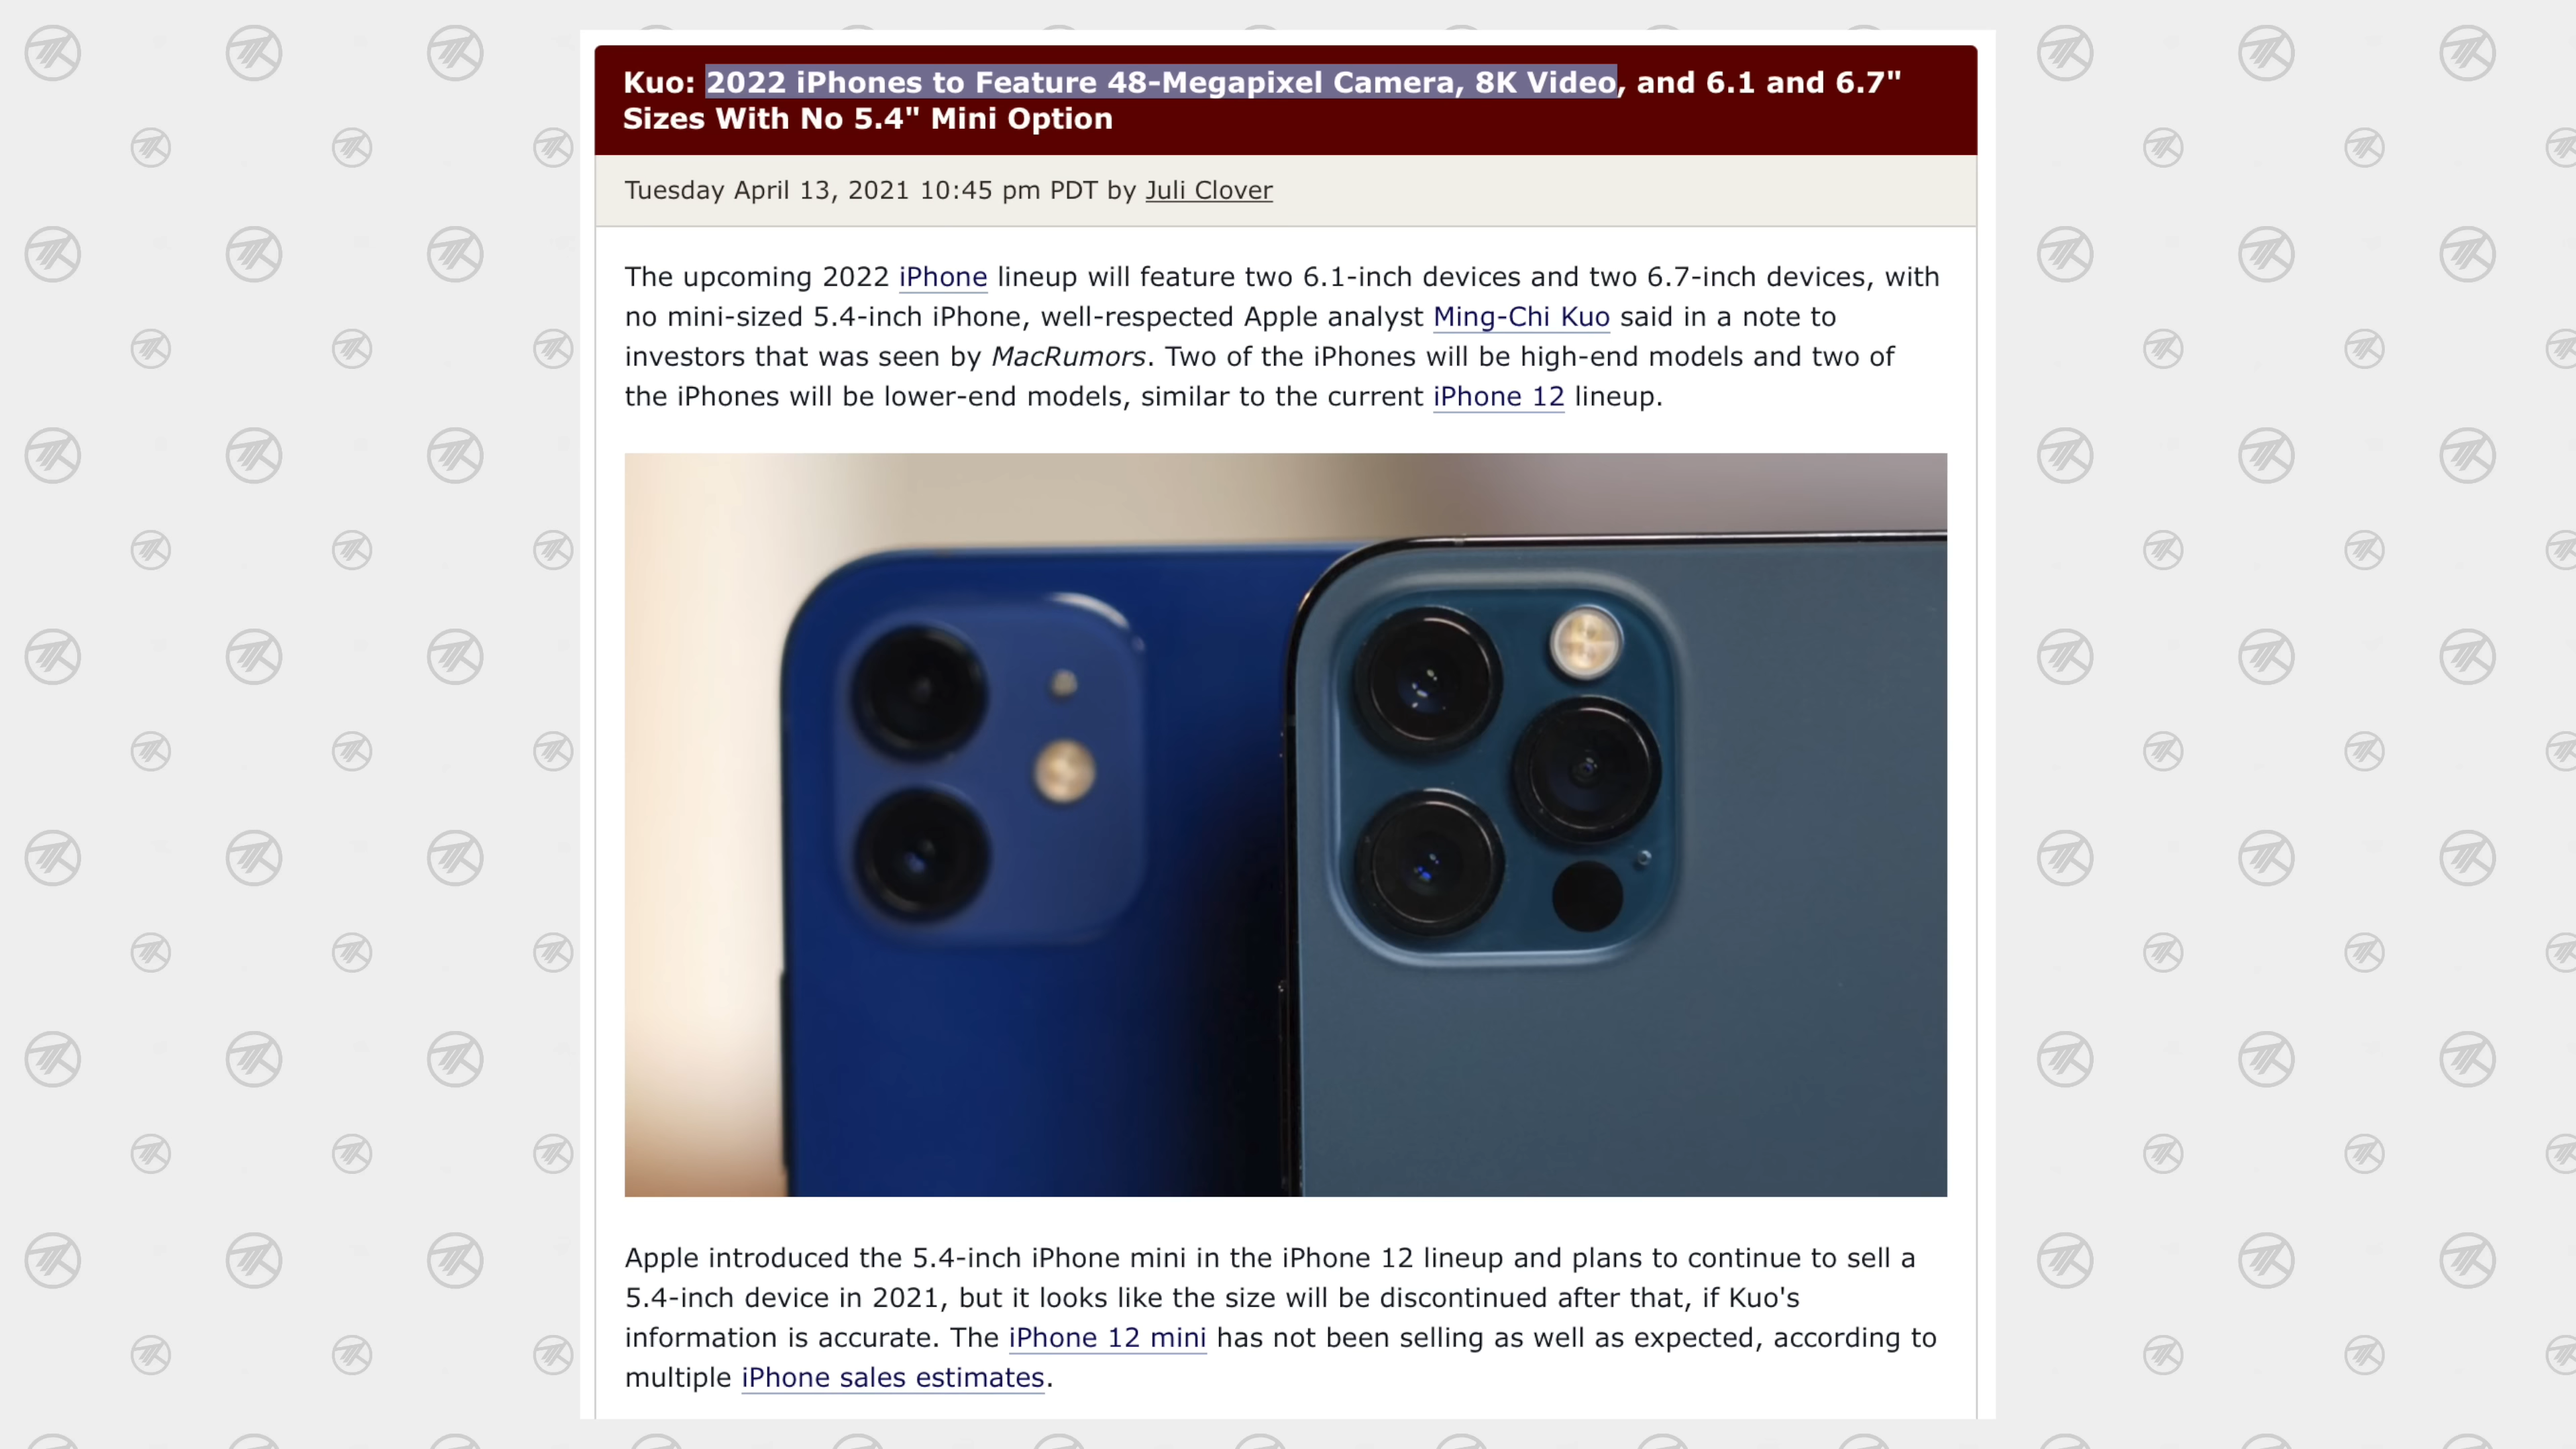 Kuo: 2022 iPhones to Feature 48-Megapixel Camera, 8K Video, and 6.1 and 6.7"
Sizes With No 5.4" Mini Option
Tuesday April 13, 2021 10:45 pm PDT by Juli Clover
The upcoming 2022 iPhone lineup will feature two 6.1-inch devices and two 6.7-inch devices, with
no mini-sized 5.4-inch iPhone, well-respected Apple analyst Ming-Chi Kuo said in a note to
investors that was seen by MacRumors. Two of the iPhones will be high-end models and two of
the iPhones will be lower-end models, similar to the current iPhone 12 lineup.
Apple introduced the 5.4-inch iPhone mini in the iPhone 12 lineup and plans to continue to sell a
5.4-inch device in 2021, but it looks like the size will be discontinued after that, if Kuo's
information is accurate. The iPhone 12 mini has not been selling as well as expected, according to
multiple iPhone sales estimates.